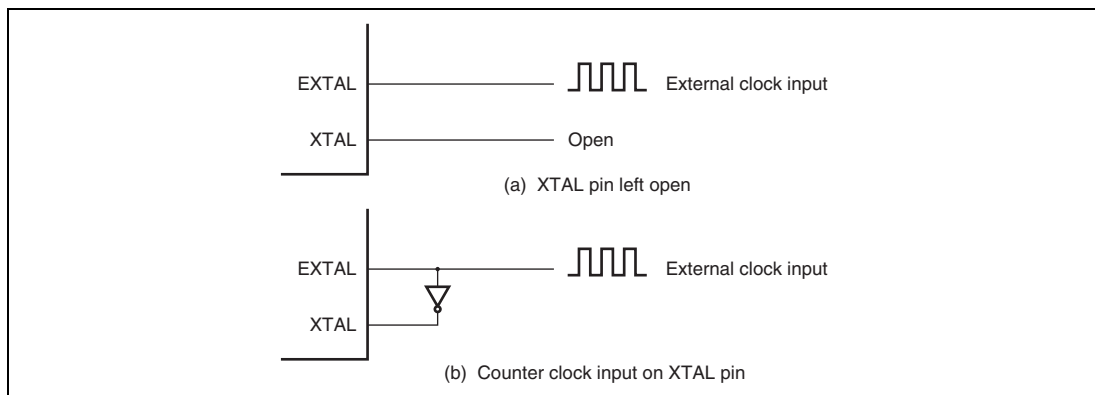 EXTAL External clock input
XTAL Open
(a) XTAL pin left open
EXTAL External clock input
XTAL
(b) Counter clock input on XTAL pin